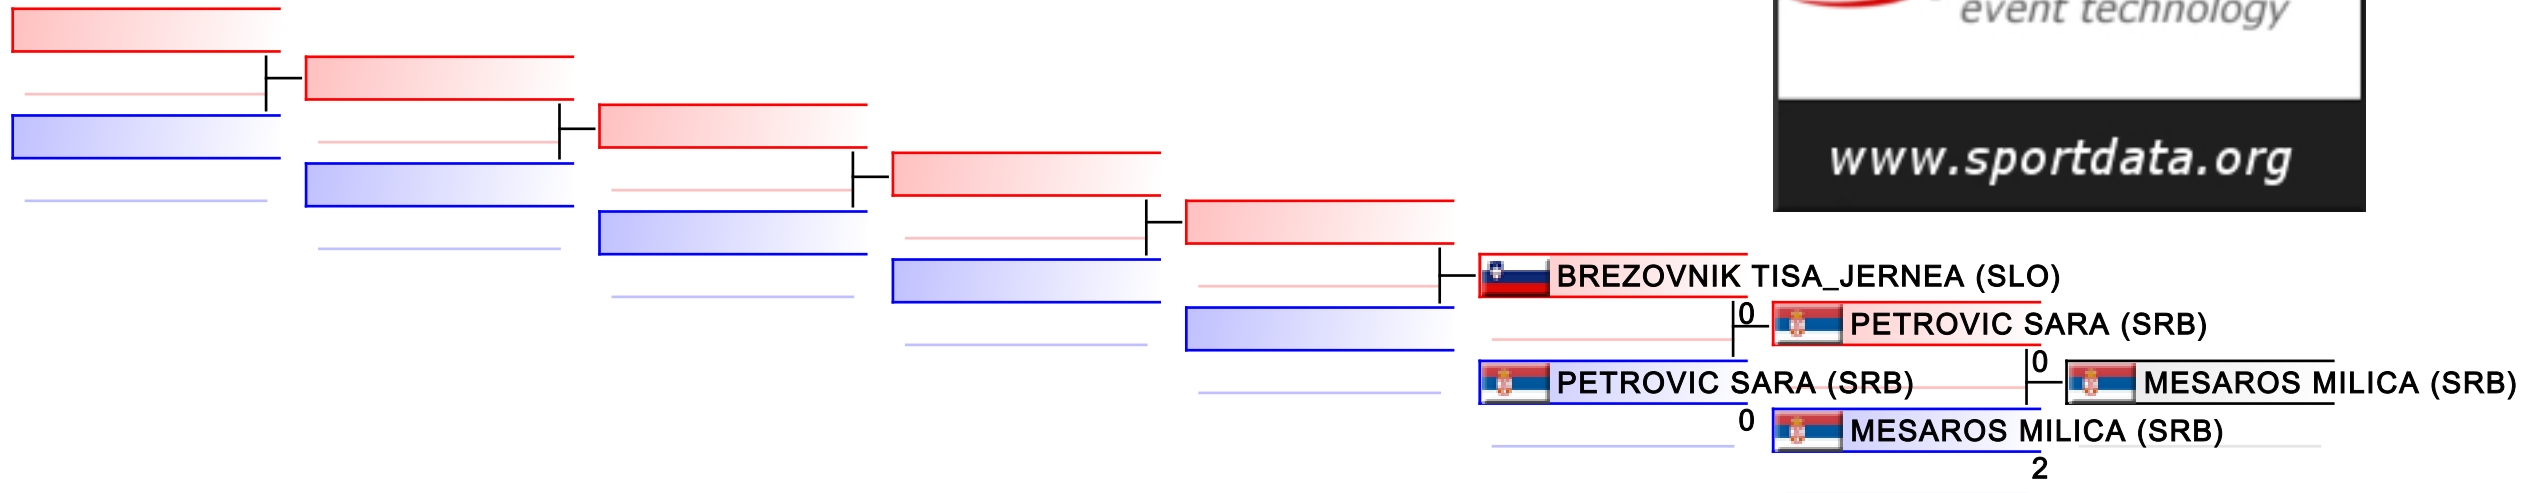 event technology
www.sportdata.org
BREZOVNIK TISA_JERNEA (SLO)
0
PETROVIC SARA (SRB)
0
PETROVIC SARA (SRB)
MESAROS MILICA (SRB)
0
MESAROS MILICA (SRB)
2